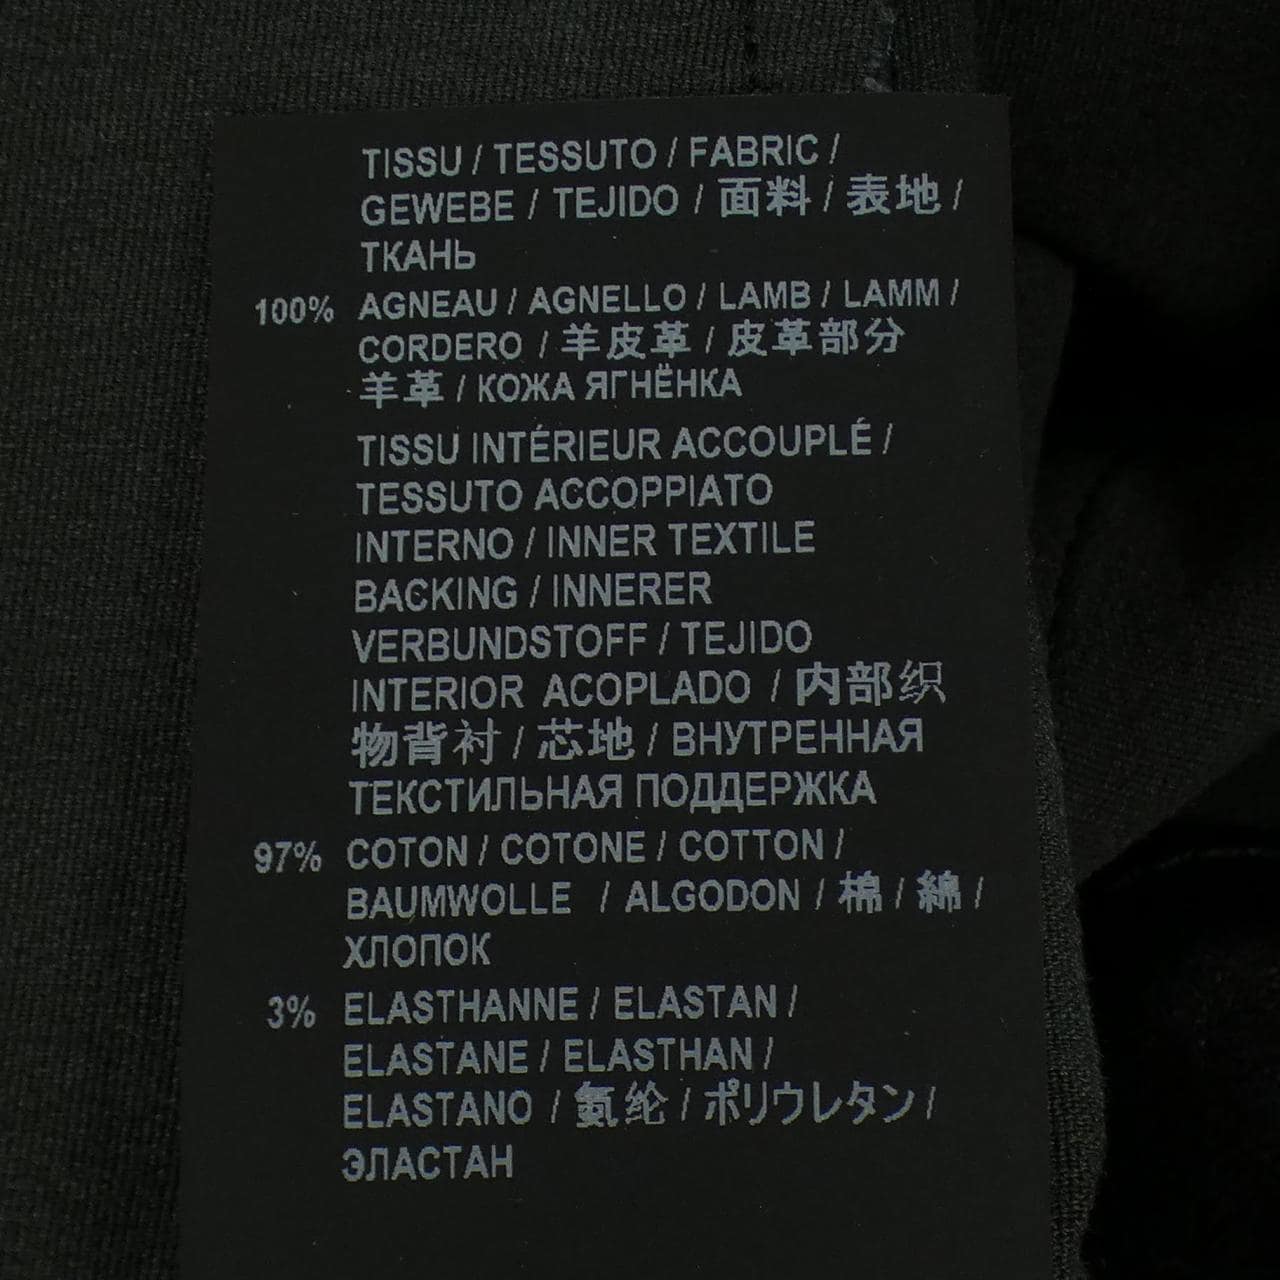 TISSU / TESSUTO / FABRIC /
GEWEBE / TEJIDO / 面料 / 表地 /
ТКАНЬ
100% AGNEAU / AGNELLO / LAMB / LAMM /
CORDERO / 羊皮革 / 皮革部分
羊革 / КОЖА ЯГНЁНКА
TISSU INTÉRIEUR ACCOUPLÉ /
TESSUTO ACCOPPIATO
INTERNO / INNER TEXTILE
BACKING / INNERER
VERBUNDSTOFF / TEJIDO
INTERIOR ACOPLADO / 内部织
物背衬 / 芯地 / ВНУТРЕННАЯ
ТЕКСТИЛЬНАЯ ПОДДЕРЖКА
97% COTON / COTONE / COTTON /
BAUMWOLLE / ALGODON / 棉 / 綿 /
ХЛОПОК
3% ELASTHANNE / ELASTAN /
ELASTANE / ELASTHAN /
ELASTANO / 氨纶 / ポリウレタン /
ЭЛАСТАН